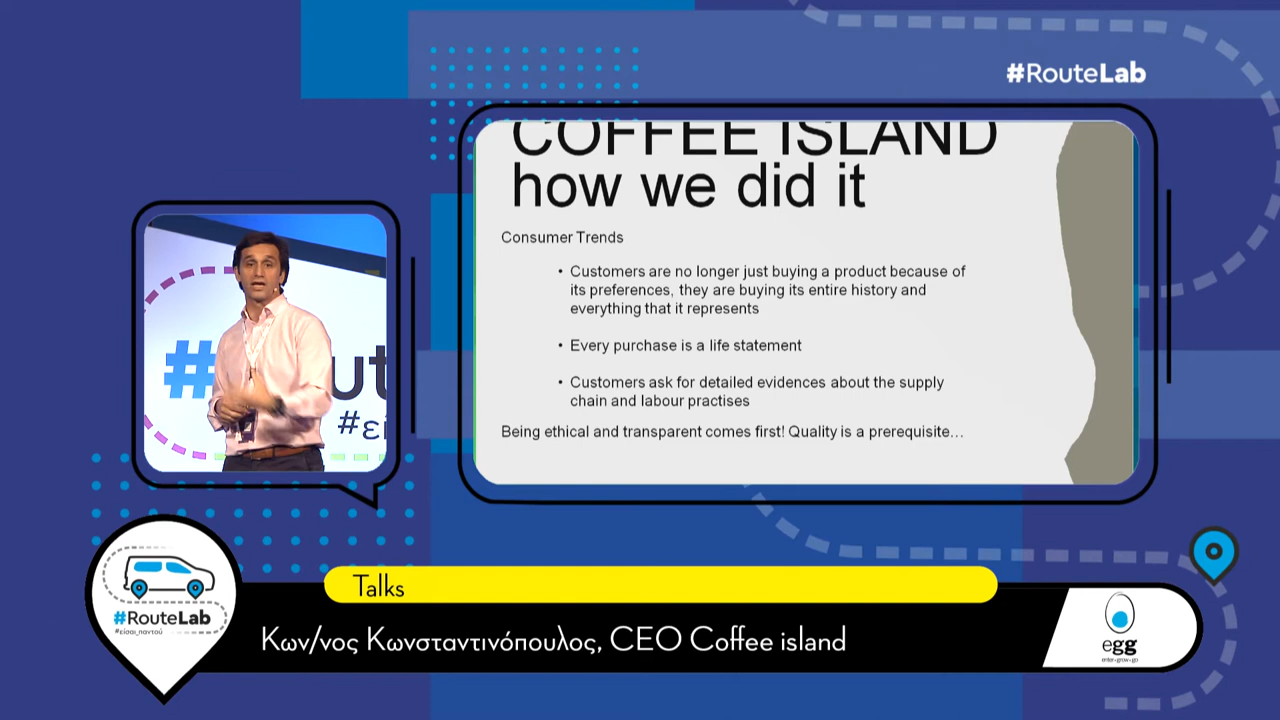 #RouteLab
COFFEE ISLAND
how we did it
Consumer Trends
• Customers are no longer just buying a product because of
its preferences, they are buying its entire history and
everything that it represents
• Every purchase is a life statement
• Customers ask for detailed evidences about the supply
chain and labour practises
Being ethical and transparent comes first! Quality is a prerequisite…
#
ut
#εί
Talks
Κων/νος Κωνσταντινόπουλος, CEO Coffee island
#RouteLab
#είσαι_παντού
egg
enter•grow•go